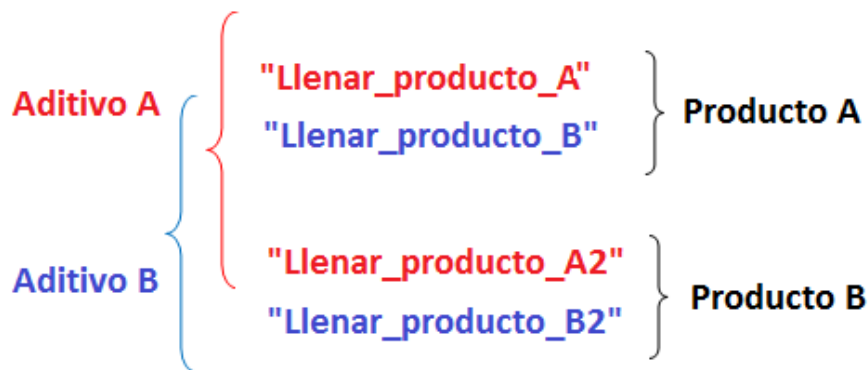 Aditivo A
"Llenar_producto_A"
"Llenar_producto_B"
Producto A
Aditivo B
"Llenar_producto_A2"
"Llenar_producto_B2"
Producto B